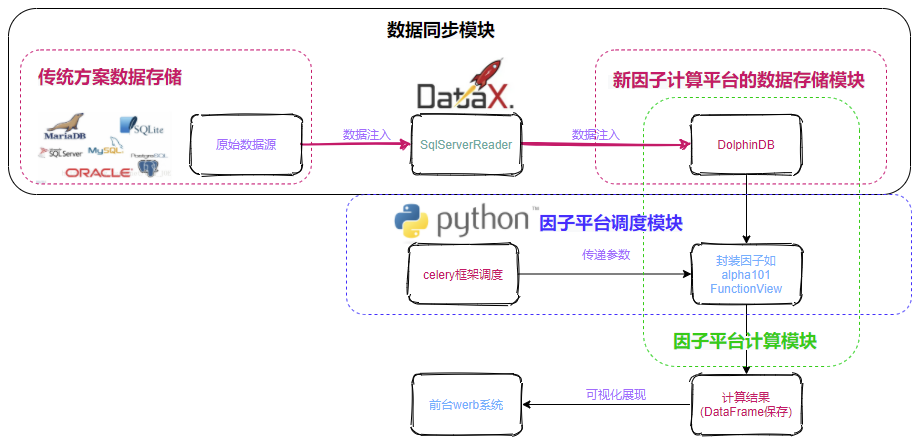 数据同步模块
传统方案数据存储
DataX.
新因子计算平台的数据存储模块
MariaDB
SQLite
SQL Server
MySQL
PostgreSQL
ORACLE
原始数据源
数据注入
SqlServerReader
数据注入
DolphinDB
python™
因子平台调度模块
celery框架调度
传递参数
封装因子如
alpha101
FunctionView
因子平台计算模块
前台werb系统
可视化展现
计算结果
(DataFrame保存)